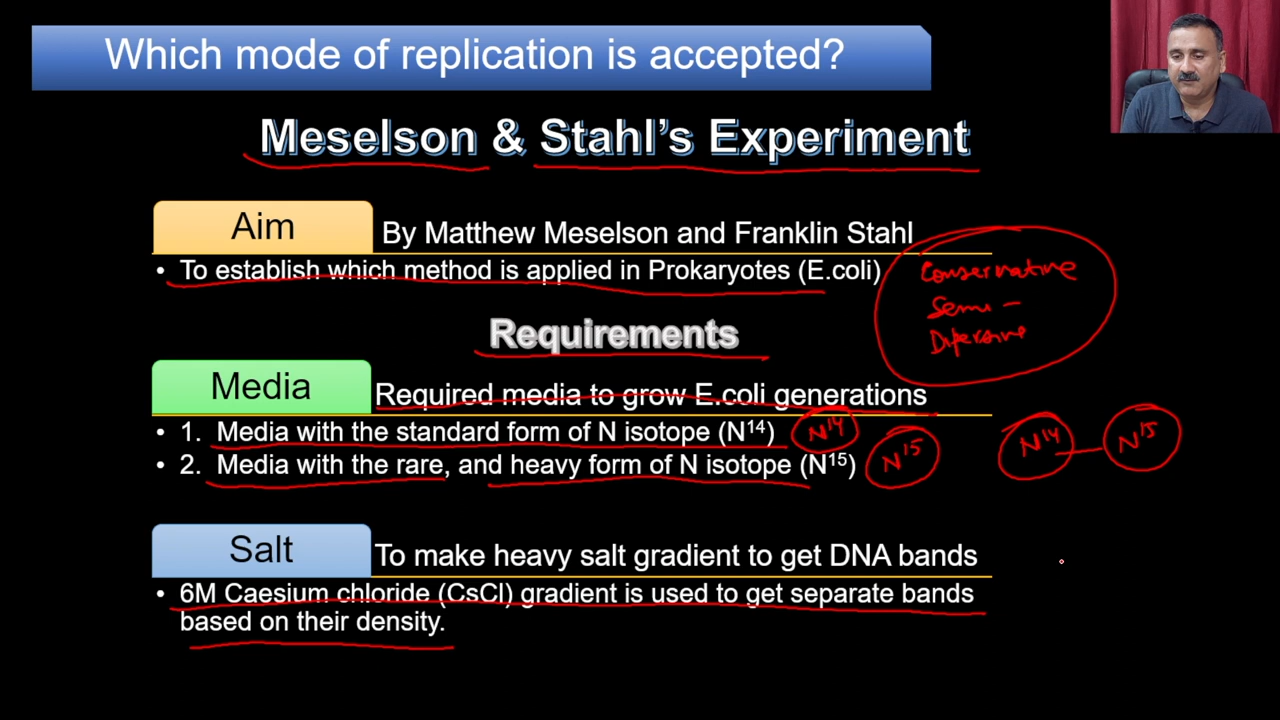 Which mode of replication is accepted?
Meselson & Stahl's Experiment
Aim
By Matthew Meselson and Franklin Stahl
• To establish which method is applied in Prokaryotes (E.coli)
Conservative
Semi -
Dipersive
Requirements
Media
Required media to grow E.coli generations
• 1. Media with the standard form of N isotope (N¹⁴)
N¹⁴
• 2. Media with the rare, and heavy form of N isotope (N¹⁵)
N¹⁵
N¹⁴ — N¹⁵
Salt
To make heavy salt gradient to get DNA bands
• 6M Caesium chloride (CsCl) gradient is used to get separate bands
based on their density.